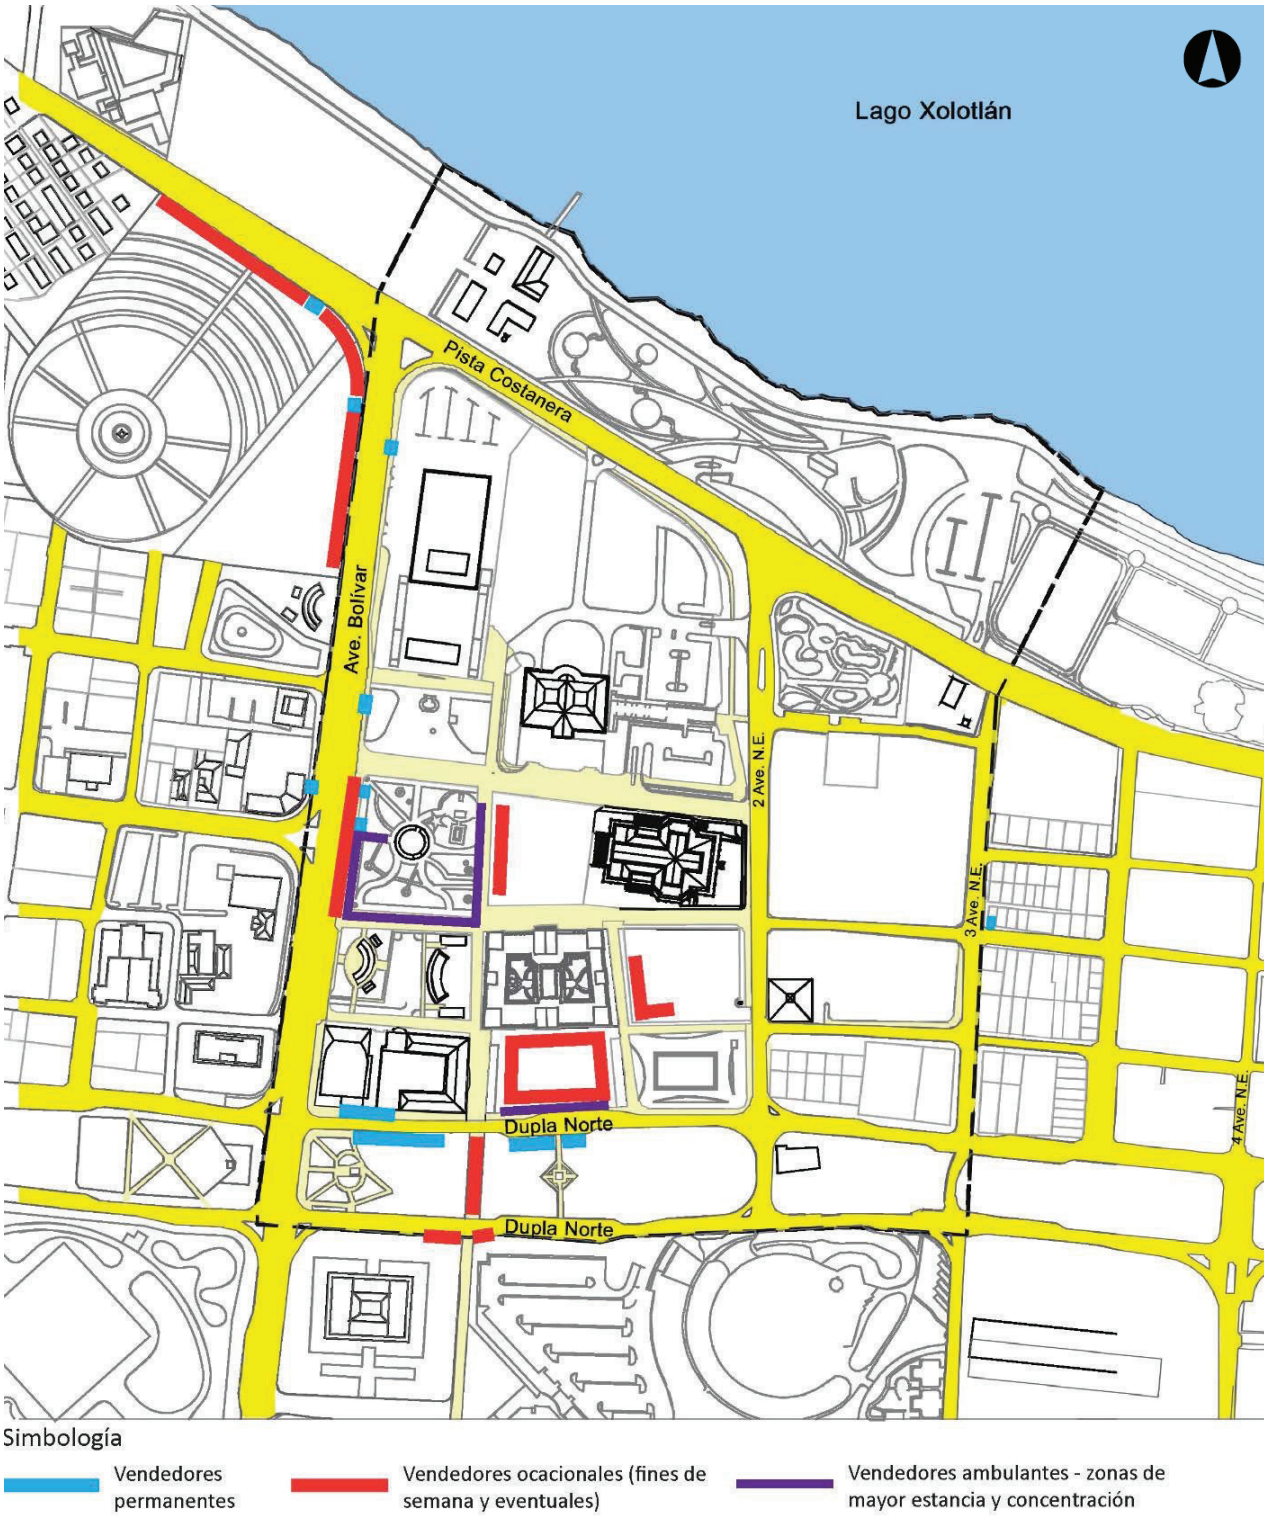 Lago Xolotlán
Pista Costanera
Ave. Bolívar
2 Ave. N.E.
3 Ave. N.E.
4 Ave. N.E.
Dupla Norte
Dupla Norte
Simbología
Vendedores
permanentes
Vendedores ocacionales (fines de
semana y eventuales)
Vendedores ambulantes - zonas de
mayor estancia y concentración